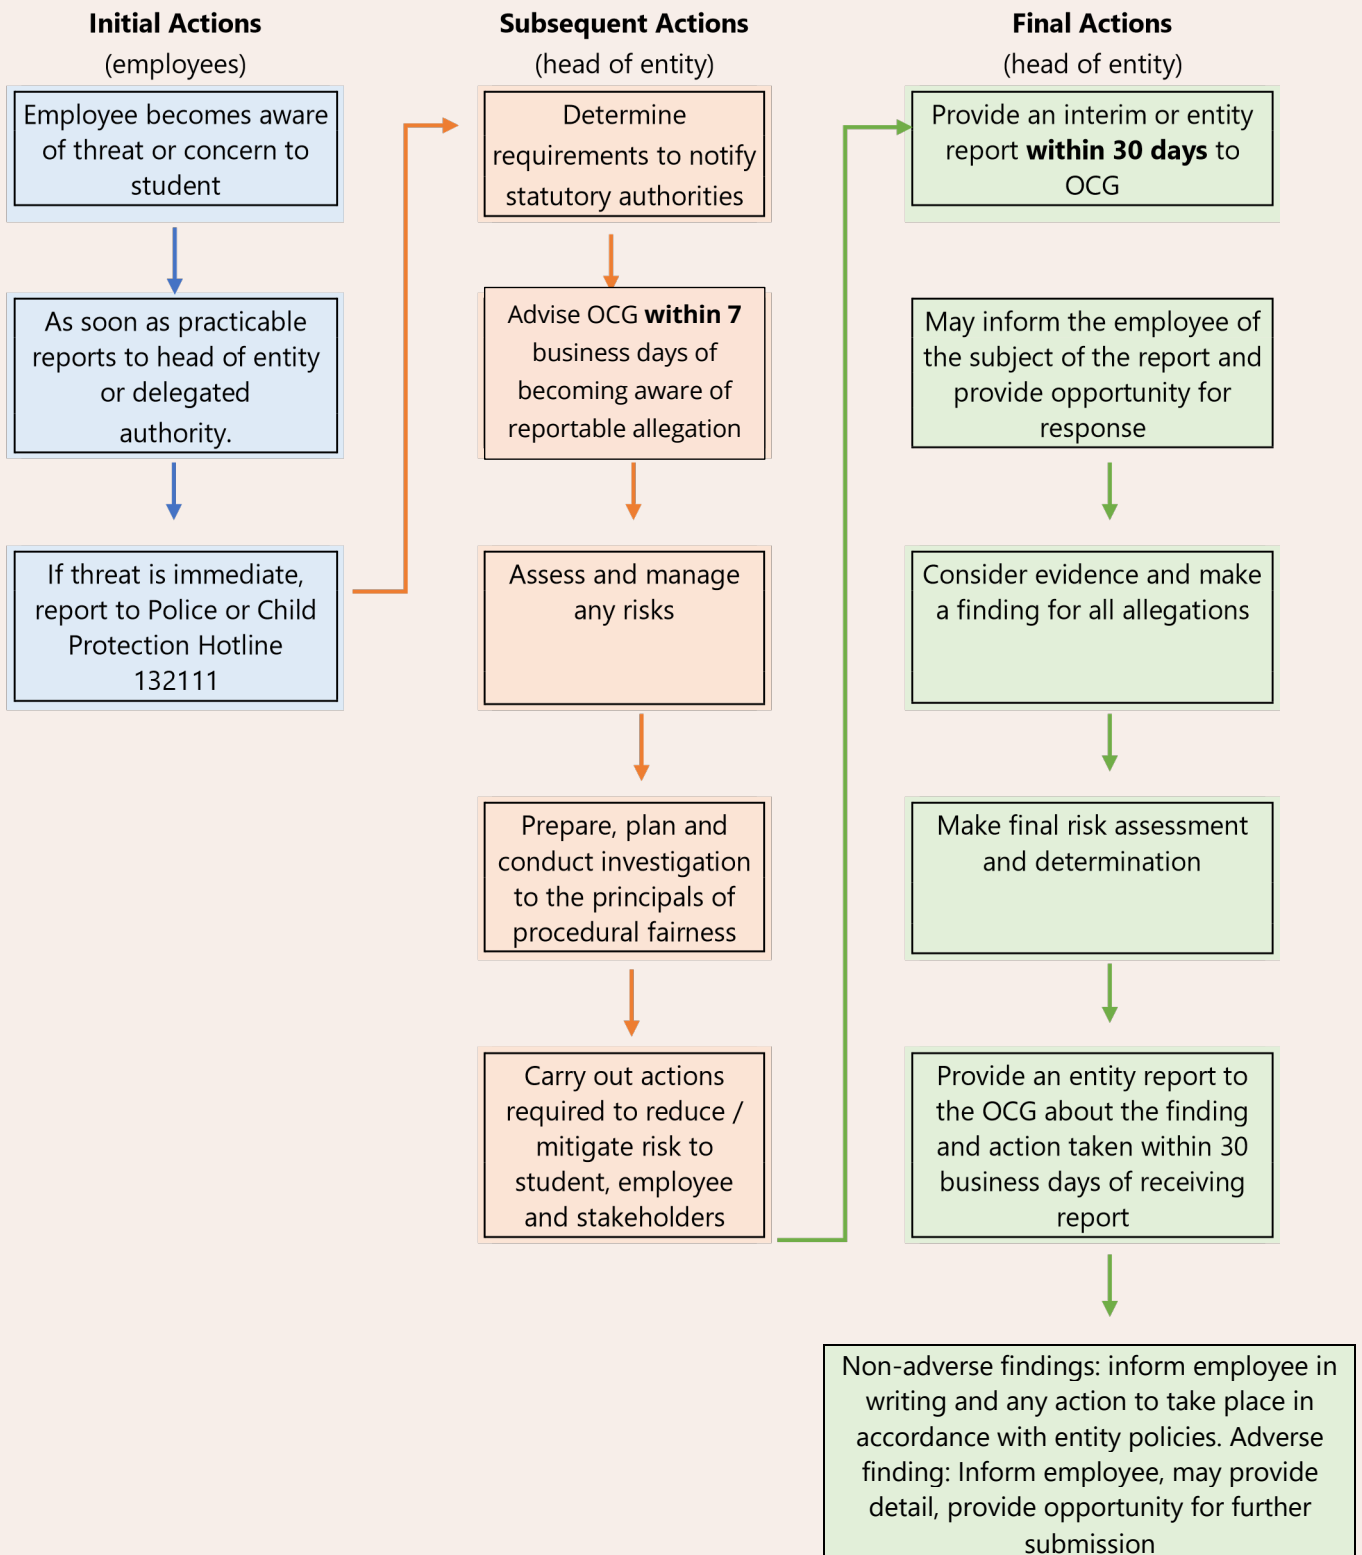 Initial Actions
(employees)
Employee becomes aware
of threat or concern to
student
As soon as practicable
reports to head of entity
or delegated
authority.
If threat is immediate,
report to Police or Child
Protection Hotline
132111
Subsequent Actions
(head of entity)
Determine
requirements to notify
statutory authorities
Advise OCG within 7
business days of
becoming aware of
reportable allegation
Assess and manage
any risks
Prepare, plan and
conduct investigation
to the principals of
procedural fairness
Carry out actions
required to reduce /
mitigate risk to
student, employee
and stakeholders
Final Actions
(head of entity)
Provide an interim or entity
report within 30 days to
OCG
May inform the employee of
the subject of the report and
provide opportunity for
response
Consider evidence and make
a finding for all allegations
Make final risk assessment
and determination
Provide an entity report to
the OCG about the finding
and action taken within 30
business days of receiving
report
Non-adverse findings: inform employee in
writing and any action to take place in
accordance with entity policies. Adverse
finding: Inform employee, may provide
detail, provide opportunity for further
submission